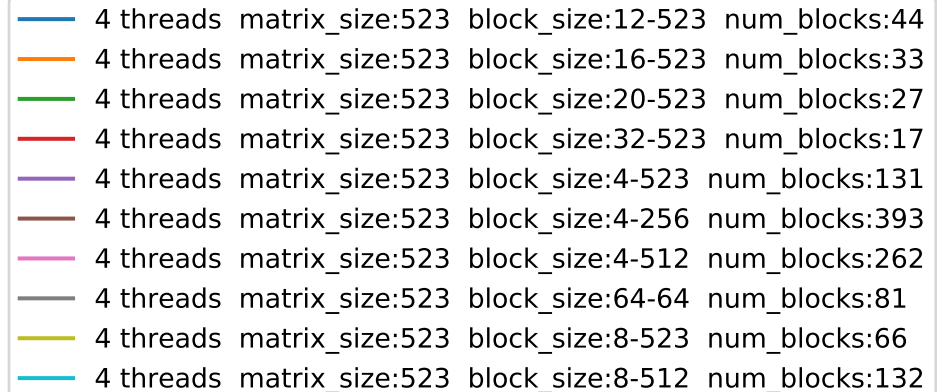 4 threads matrix_size:523 block_size:12-523 num_blocks:44
4 threads matrix_size:523 block_size:16-523 num_blocks:33
4 threads matrix_size:523 block_size:20-523 num_blocks:27
4 threads matrix_size:523 block_size:32-523 num_blocks:17
4 threads matrix_size:523 block_size:4-523 num_blocks:131
4 threads matrix_size:523 block_size:4-256 num_blocks:393
4 threads matrix_size:523 block_size:4-512 num_blocks:262
4 threads matrix_size:523 block_size:64-64 num_blocks:81
4 threads matrix_size:523 block_size:8-523 num_blocks:66
4 threads matrix_size:523 block_size:8-512 num_blocks:132